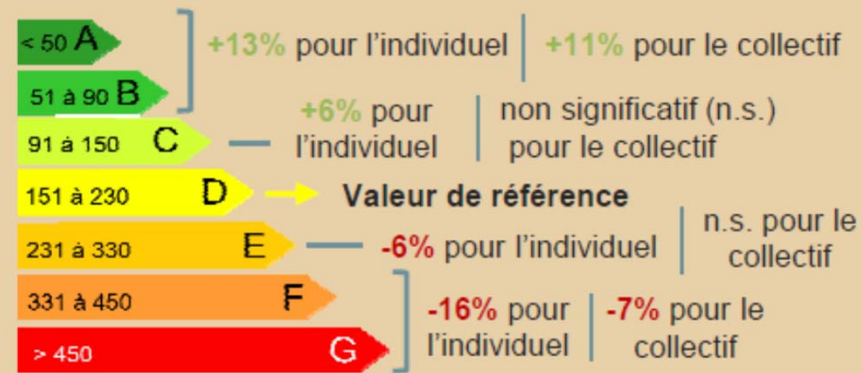 < 50 A
+13% pour l'individuel
+11% pour le collectif
51 à 90 B
+6% pour
l'individuel
non significatif (n.s.)
pour le collectif
91 à 150 C
151 à 230 D
Valeur de référence
231 à 330 E
-6% pour l'individuel
n.s. pour le
collectif
331 à 450 F
-16% pour
l'individuel
-7% pour le
collectif
> 450 G